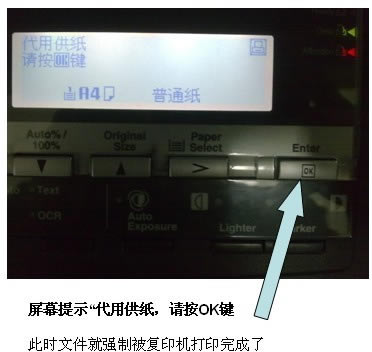 代用供纸
请按OK键
A4 普通纸
Auto%/ Original Paper Enter
100% Size Select
OK
Text
OCR
Auto
Exposure
Lighter
屏幕提示“代用供纸，请按OK键
此时文件就强制被复印机打印完成了